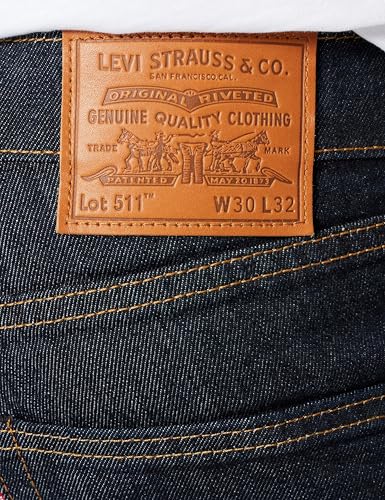 LEVI STRAUSS & CO.
SAN FRANCISCO, CAL.
ORIGINAL RIVETED
GENUINE QUALITY CLOTHING
TRADE MARK
PATENTED MAY 20 1873
Lot 511™ W30 L32